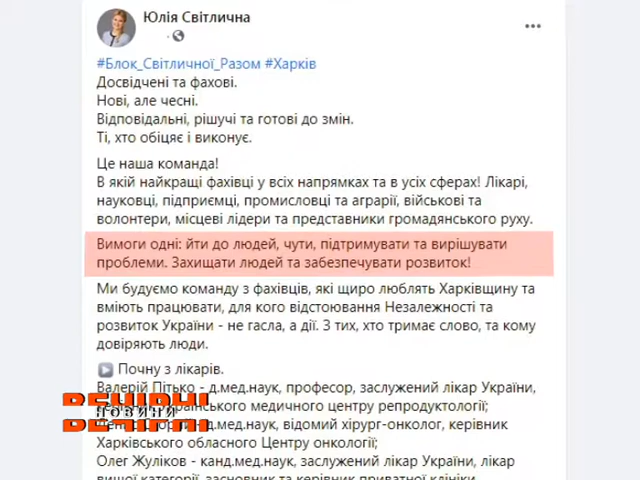 Юлія Світлична
#Блок_Світличної_Разом #Харків
Досвідчені та фахові.
Нові, але чесні.
Відповідальні, рішучі та готові до змін.
Ті, хто обіцяє і виконує.
Це наша команда!
В якій найкращі фахівці у всіх напрямках та в усіх сферах! Лікарі,
науковці, підприємці, промисловці та аграрії, військові та
волонтери, місцеві лідери та представники громадянського руху.
Вимоги одні: йти до людей, чути, підтримувати та вирішувати
проблеми. Захищати людей та забезпечувати розвиток!
Ми будуємо команду з фахівців, які щиро люблять Харківщину та
вміють працювати, для кого відстоювання Незалежності та
розвиток України - не гасла, а дії. З тих, хто тримає слово, та кому
довіряють люди.
Почну з лікарів.
Валерій Пітько - д.мед.наук, професор, заслужений лікар України,
медичного центру репродуктології;
д.мед.наук, відомий хірург-онколог, керівник
Харківського обласного Центру онкології;
Олег Жуліков - канд.мед.наук, заслужений лікар України, лікар
вищої категорії, засновник та керівник приватної клініки
НОВИНИ